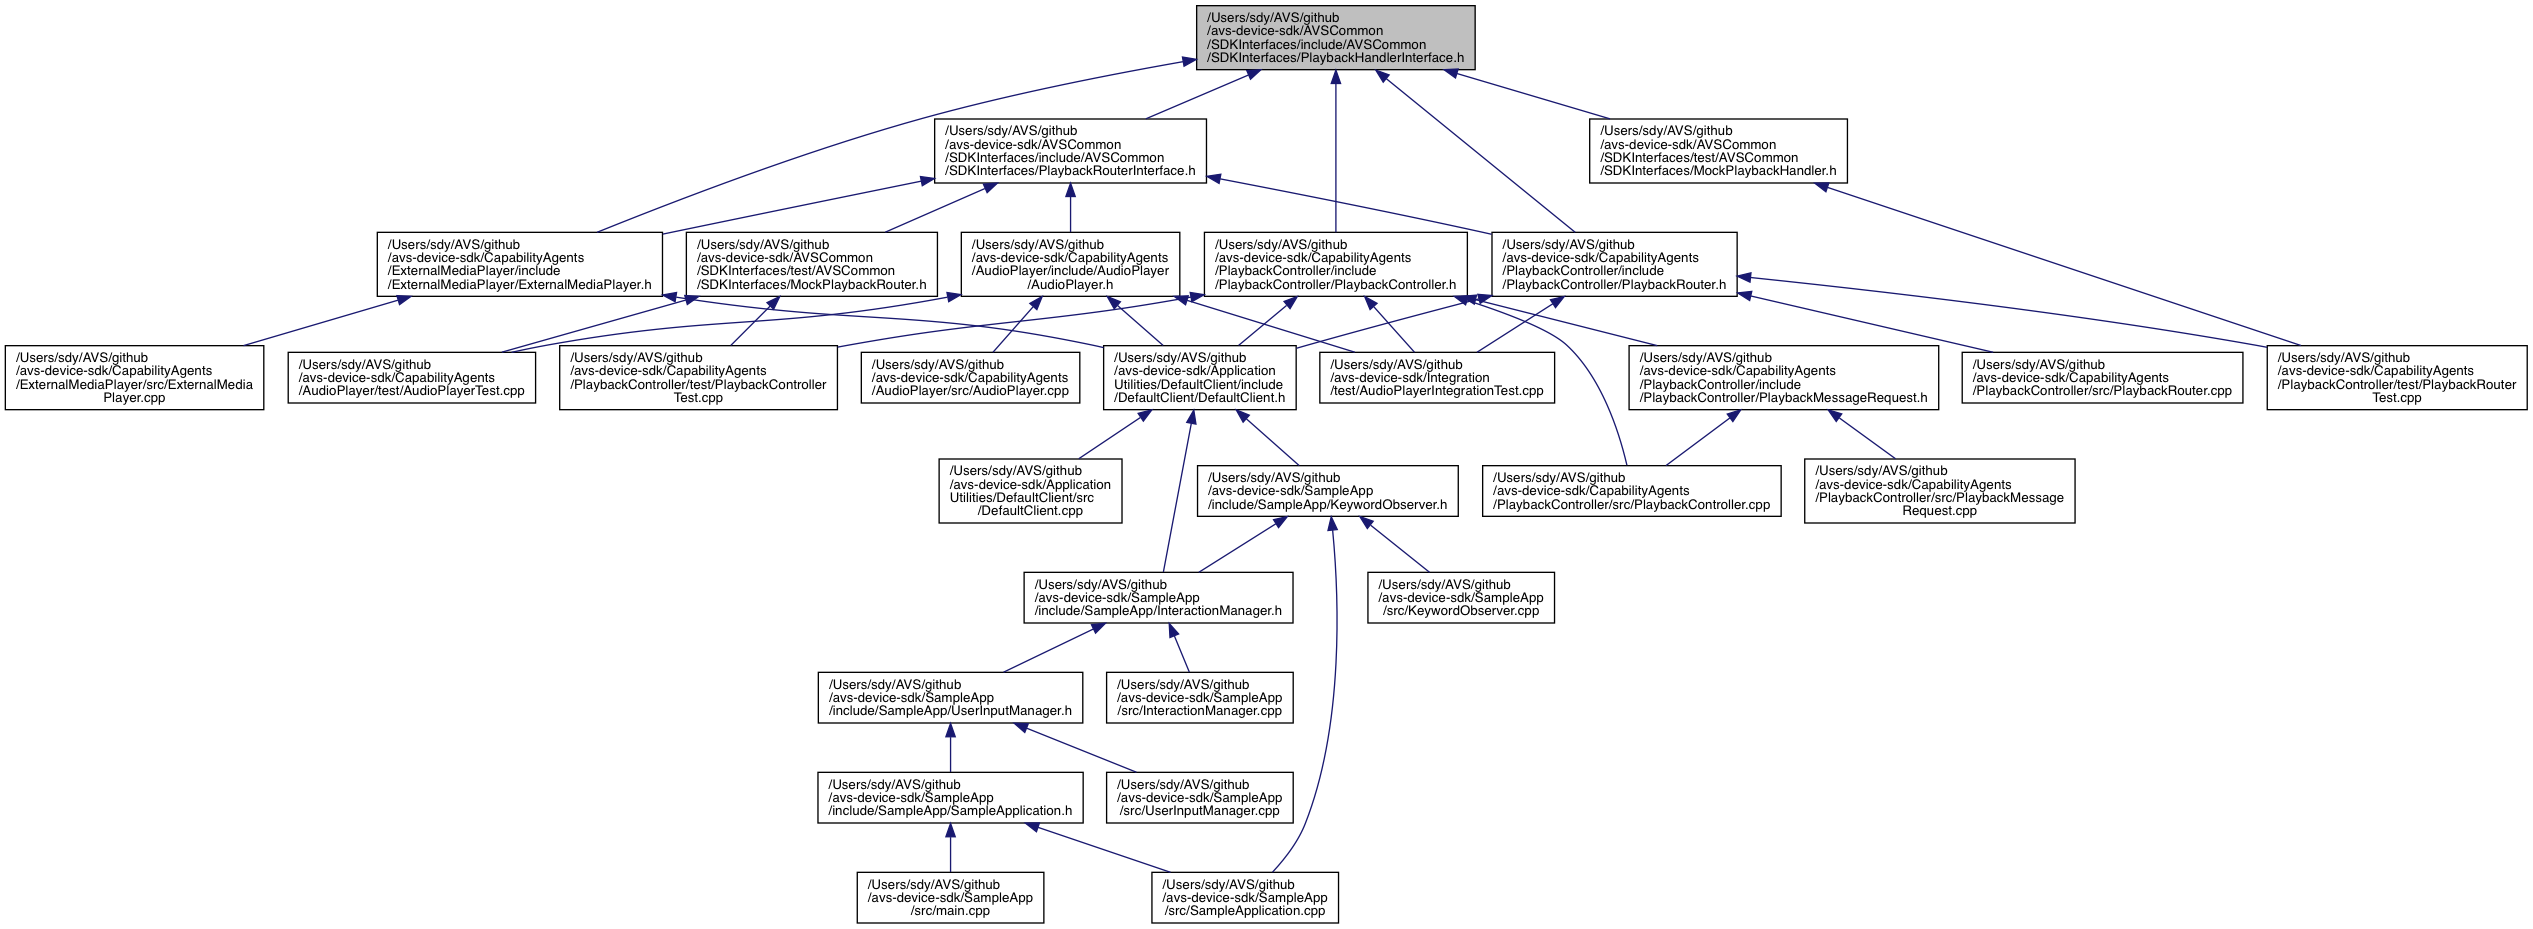 /Users/sdy/AVS/github
/avs-device-sdk/AVSCommon
/SDKInterfaces/include/AVSCommon
/SDKInterfaces/PlaybackHandlerInterface.h
/Users/sdy/AVS/github
/avs-device-sdk/AVSCommon
/SDKInterfaces/include/AVSCommon
/SDKInterfaces/PlaybackRouterInterface.h
/Users/sdy/AVS/github
/avs-device-sdk/AVSCommon
/SDKInterfaces/test/AVSCommon
/SDKInterfaces/MockPlaybackHandler.h
/Users/sdy/AVS/github
/avs-device-sdk/CapabilityAgents
/ExternalMediaPlayer/include
/ExternalMediaPlayer/ExternalMediaPlayer.h
/Users/sdy/AVS/github
/avs-device-sdk/AVSCommon
/SDKInterfaces/test/AVSCommon
/SDKInterfaces/MockPlaybackRouter.h
/Users/sdy/AVS/github
/avs-device-sdk/CapabilityAgents
/AudioPlayer/include/AudioPlayer
/AudioPlayer.h
/Users/sdy/AVS/github
/avs-device-sdk/CapabilityAgents
/PlaybackController/include
/PlaybackController/PlaybackController.h
/Users/sdy/AVS/github
/avs-device-sdk/CapabilityAgents
/PlaybackController/include
/PlaybackController/PlaybackRouter.h
/Users/sdy/AVS/github
/avs-device-sdk/CapabilityAgents
/ExternalMediaPlayer/src/ExternalMedia
Player.cpp
/Users/sdy/AVS/github
/avs-device-sdk/CapabilityAgents
/AudioPlayer/test/AudioPlayerTest.cpp
/Users/sdy/AVS/github
/avs-device-sdk/CapabilityAgents
/PlaybackController/test/PlaybackController
Test.cpp
/Users/sdy/AVS/github
/avs-device-sdk/CapabilityAgents
/AudioPlayer/src/AudioPlayer.cpp
/Users/sdy/AVS/github
/avs-device-sdk/Application
Utilities/DefaultClient/include
/DefaultClient/DefaultClient.h
/Users/sdy/AVS/github
/avs-device-sdk/Integration
/test/AudioPlayerIntegrationTest.cpp
/Users/sdy/AVS/github
/avs-device-sdk/CapabilityAgents
/PlaybackController/include
/PlaybackController/PlaybackMessageRequest.h
/Users/sdy/AVS/github
/avs-device-sdk/CapabilityAgents
/PlaybackController/src/PlaybackRouter.cpp
/Users/sdy/AVS/github
/avs-device-sdk/CapabilityAgents
/PlaybackController/test/PlaybackRouter
Test.cpp
/Users/sdy/AVS/github
/avs-device-sdk/Application
Utilities/DefaultClient/src
/DefaultClient.cpp
/Users/sdy/AVS/github
/avs-device-sdk/SampleApp
/include/SampleApp/KeywordObserver.h
/Users/sdy/AVS/github
/avs-device-sdk/CapabilityAgents
/PlaybackController/src/PlaybackController.cpp
/Users/sdy/AVS/github
/avs-device-sdk/CapabilityAgents
/PlaybackController/src/PlaybackMessage
Request.cpp
/Users/sdy/AVS/github
/avs-device-sdk/SampleApp
/include/SampleApp/InteractionManager.h
/Users/sdy/AVS/github
/avs-device-sdk/SampleApp
/src/KeywordObserver.cpp
/Users/sdy/AVS/github
/avs-device-sdk/SampleApp
/include/SampleApp/UserInputManager.h
/Users/sdy/AVS/github
/avs-device-sdk/SampleApp
/src/InteractionManager.cpp
/Users/sdy/AVS/github
/avs-device-sdk/SampleApp
/include/SampleApp/SampleApplication.h
/Users/sdy/AVS/github
/avs-device-sdk/SampleApp
/src/UserInputManager.cpp
/Users/sdy/AVS/github
/avs-device-sdk/SampleApp
/src/main.cpp
/Users/sdy/AVS/github
/avs-device-sdk/SampleApp
/src/SampleApplication.cpp